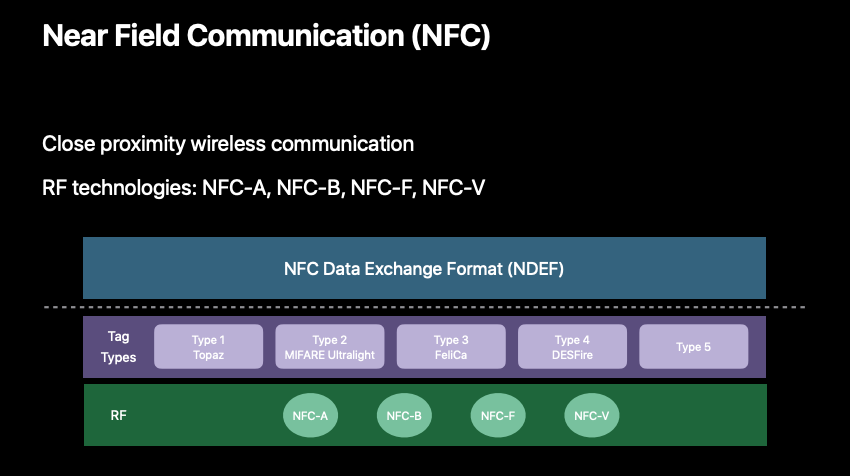 Near Field Communication (NFC)
Close proximity wireless communication
RF technologies: NFC-A, NFC-B, NFC-F, NFC-V
NFC Data Exchange Format (NDEF)
Tag
Types
Type 1
Topaz
Type 2
MIFARE Ultralight
Type 3
FeliCa
Type 4
DESFire
Type 5
RF
NFC-A
NFC-B
NFC-F
NFC-V